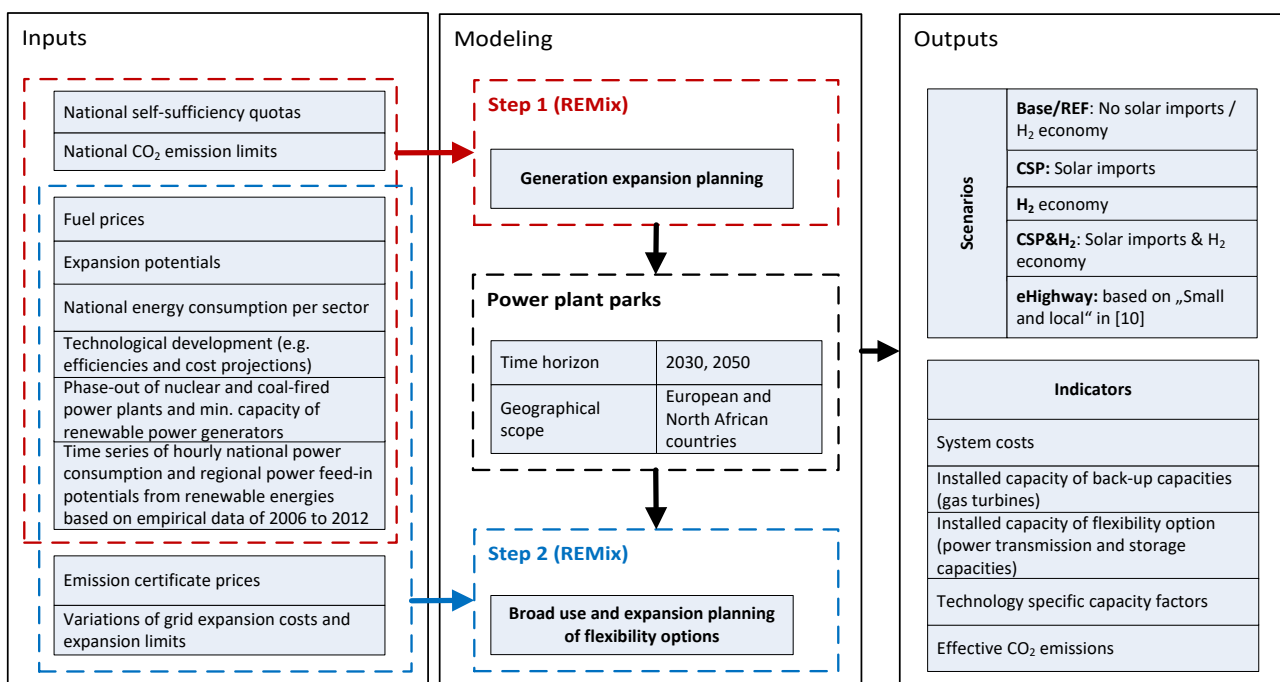 Inputs
National self-sufficiency quotas
National CO₂ emission limits
Fuel prices
Expansion potentials
National energy consumption per sector
Technological development (e.g.
efficiencies and cost projections)
Phase-out of nuclear and coal-fired
power plants and min. capacity of
renewable power generators
Time series of hourly national power
consumption and regional power feed-in
potentials from renewable energies
based on empirical data of 2006 to 2012
Emission certificate prices
Variations of grid expansion costs and
expansion limits
Modeling
Step 1 (REMix)
Generation expansion planning
Power plant parks
Time horizon
2030, 2050
Geographical
scope
European and
North African
countries
Step 2 (REMix)
Broad use and expansion planning
of flexibility options
Outputs
Scenarios
Base/REF: No solar imports /
H₂ economy
CSP: Solar imports
H₂ economy
CSP&H₂: Solar imports & H₂
economy
eHighway: based on „Small
and local“ in [10]
Indicators
System costs
Installed capacity of back-up capacities
(gas turbines)
Installed capacity of flexibility option
(power transmission and storage
capacities)
Technology specific capacity factors
Effective CO₂ emissions